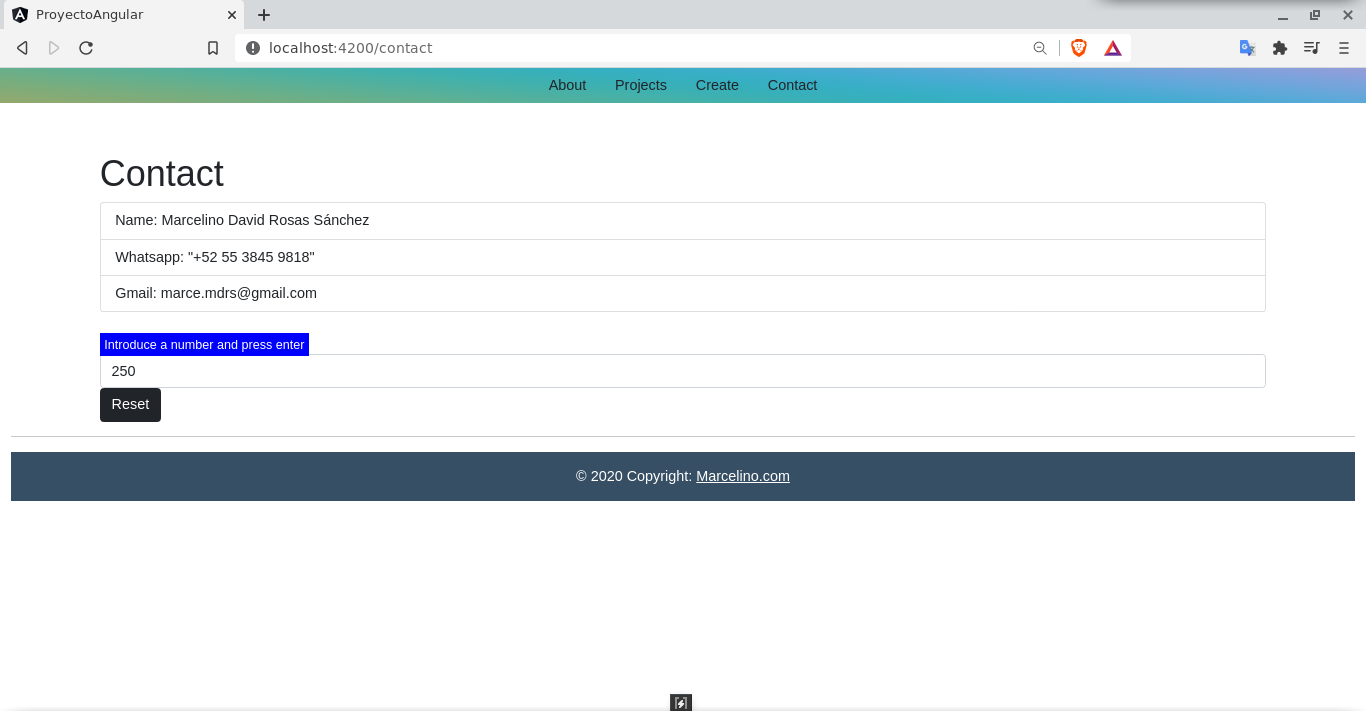 ProyectoAngular
localhost:4200/contact
About Projects Create Contact
Contact
Name: Marcelino David Rosas Sánchez
Whatsapp: "+52 55 3845 9818"
Gmail: marce.mdrs@gmail.com
Introduce a number and press enter
250
Reset
© 2020 Copyright: Marcelino.com